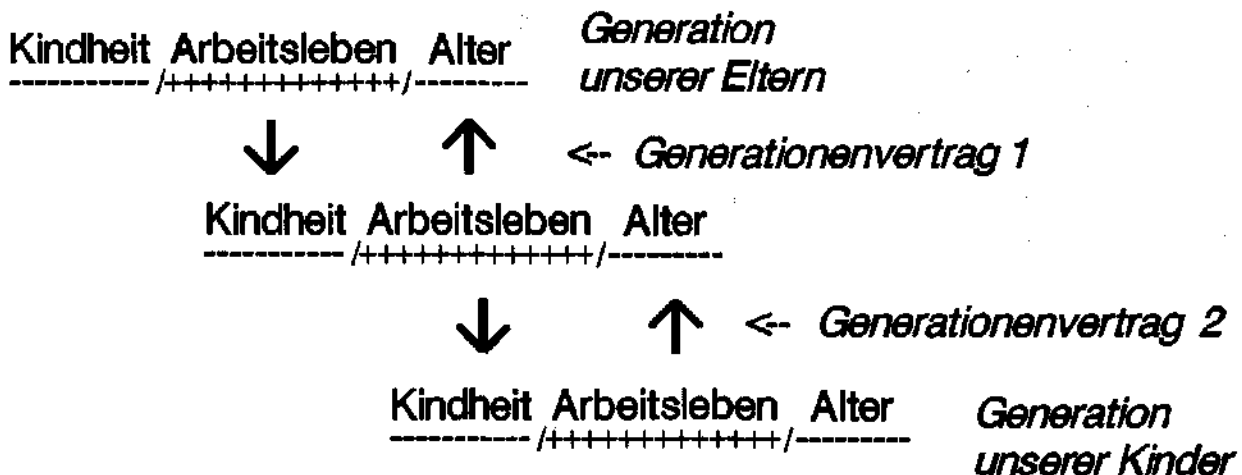 Kindheit Arbeitsleben Alter Generation
-----------/+++++++++++++/--------- unserer Eltern
↓ ↑ <-- Generationenvertrag 1
Kindheit Arbeitsleben Alter
-----------/+++++++++++++/---------
↓ ↑ <-- Generationenvertrag 2
Kindheit Arbeitsleben Alter Generation
-----------/+++++++++++++/--------- unserer Kinder